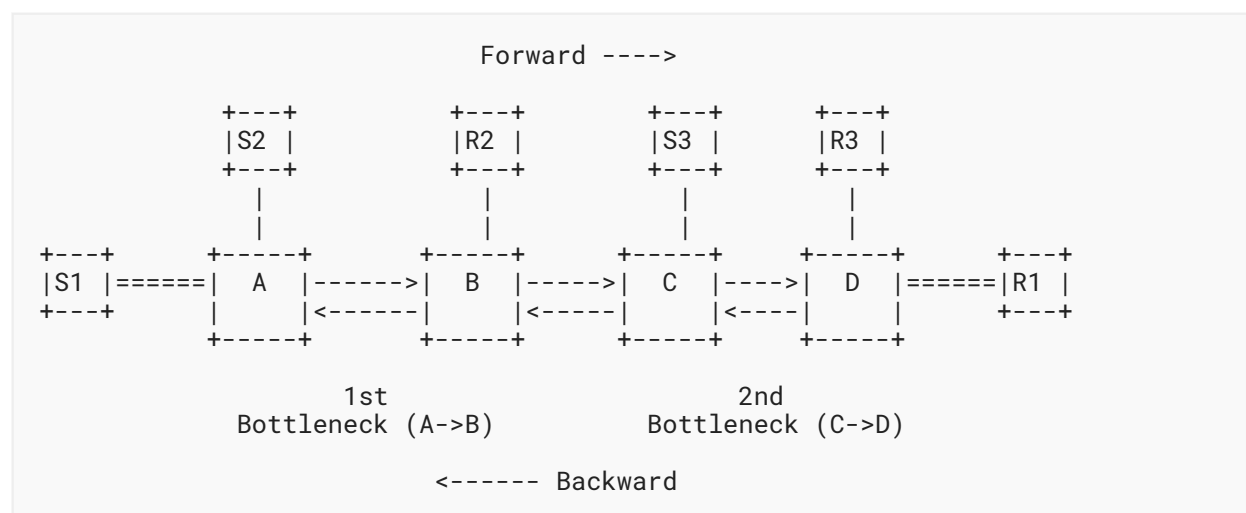 Forward ---->
+---+ +---+ +---+ +---+
|S2 | |R2 | |S3 | |R3 |
+---+ +---+ +---+ +---+
| | | |
| | | |
+---+ +-----+ +-----+ +-----+ +-----+ +---+
|S1 |======| A |------>| B |----->| C |---->| D |======|R1 |
+---+ | |<------| |<-----| |<----| | +---+
+-----+ +-----+ +-----+ +-----+
1st 2nd
Bottleneck (A->B) Bottleneck (C->D)
<------ Backward